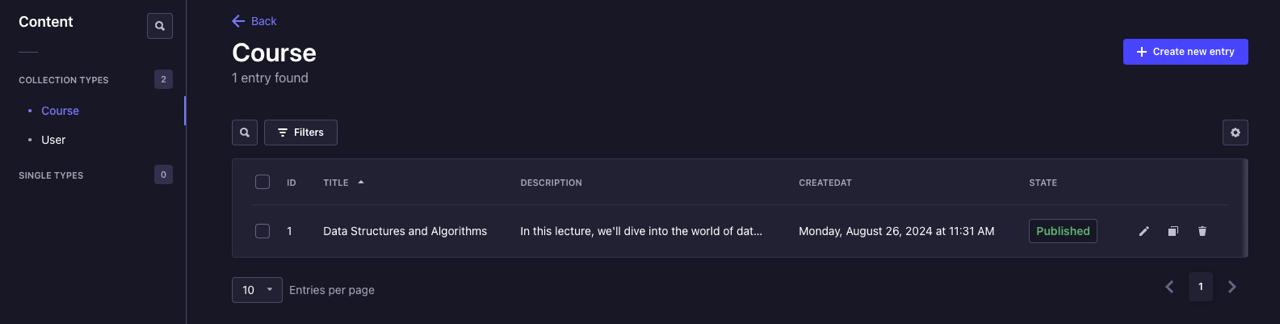 Content
COLLECTION TYPES 2
Course
User
SINGLE TYPES 0
Back
Course
1 entry found
Create new entry
Filters
ID TITLE DESCRIPTION CREATEDAT STATE
1 Data Structures and Algorithms In this lecture, we'll dive into the world of dat... Monday, August 26, 2024 at 11:31 AM Published
10 Entries per page
1